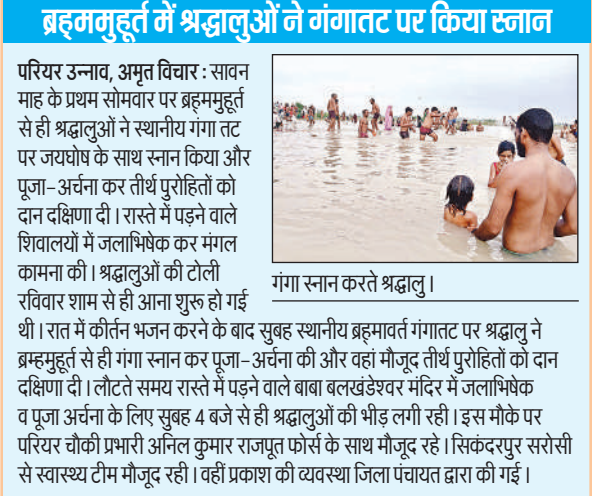 ब्रह्ममुहूर्त में श्रद्धालुओं ने गंगातट पर किया स्नान
परियर उन्नाव, अमृत विचार : सावन
माह के प्रथम सोमवार पर ब्रह्ममुहूर्त
से ही श्रद्धालुओं ने स्थानीय गंगा तट
पर जयघोष के साथ स्नान किया और
पूजा-अर्चना कर तीर्थ पुरोहितों को
दान दक्षिणा दी । रास्ते में पड़ने वाले
शिवालयों में जलाभिषेक कर मंगल
कामना की । श्रद्धालुओं की टोली
रविवार शाम से ही आना शुरू हो गई
थी । रात में कीर्तन भजन करने के बाद सुबह स्थानीय ब्रह्मावर्त गंगातट पर श्रद्धालु ने
ब्रम्हमुहूर्त से ही गंगा स्नान कर पूजा-अर्चना की और वहां मौजूद तीर्थ पुरोहितों को दान
दक्षिणा दी । लौटते समय रास्ते में पड़ने वाले बाबा बलखंडेश्वर मंदिर में जलाभिषेक
व पूजा अर्चना के लिए सुबह 4 बजे से ही श्रद्धालुओं की भीड़ लगी रही । इस मौके पर
परियर चौकी प्रभारी अनिल कुमार राजपूत फोर्स के साथ मौजूद रहे । सिकंदरपुर सरोसी
से स्वास्थ्य टीम मौजूद रही । वहीं प्रकाश की व्यवस्था जिला पंचायत द्वारा की गई ।
गंगा स्नान करते श्रद्धालु ।